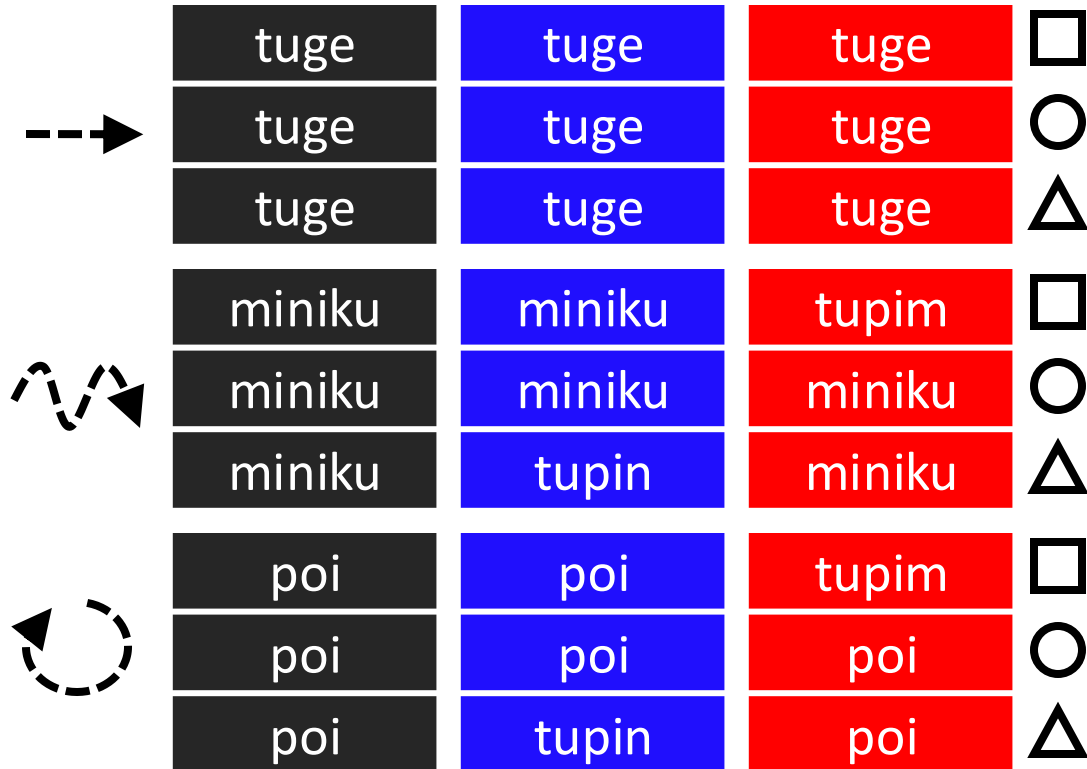 tuge tuge tuge
tuge tuge tuge
tuge tuge tuge
miniku miniku tupim
miniku miniku miniku
miniku tupin miniku
poi poi tupim
poi poi poi
poi tupin poi